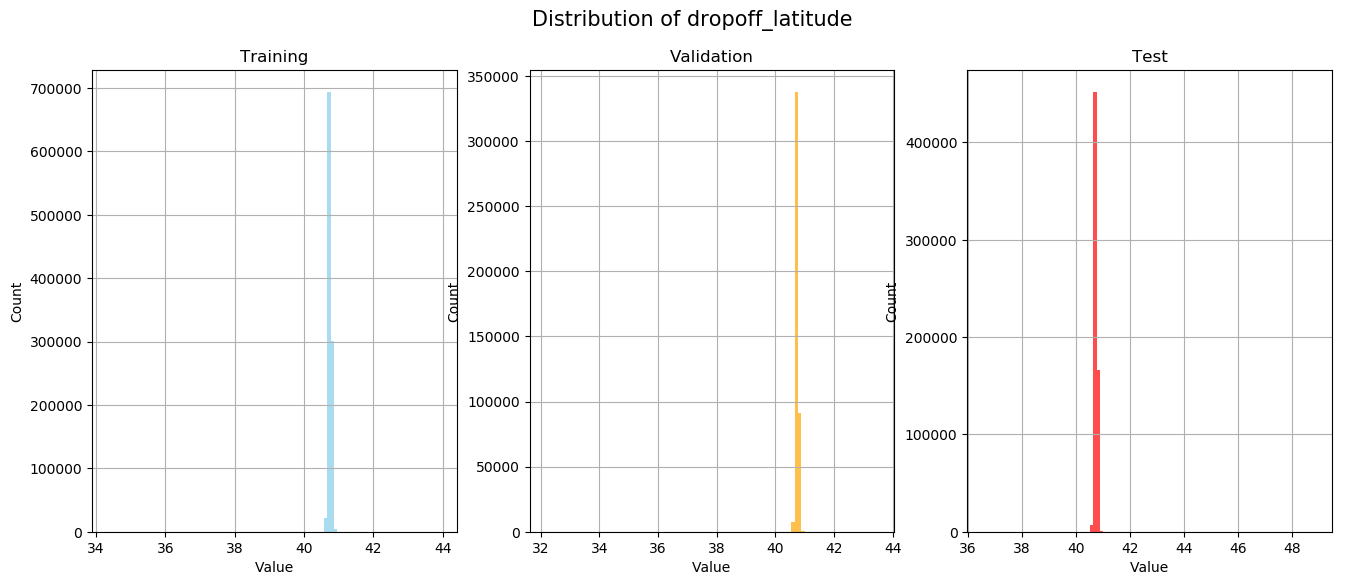 Distribution of dropoff_latitude
Training
700000
600000
500000
400000
300000
200000
100000
0
Count
34 36 38 40 42 44
Value
Validation
350000
300000
250000
200000
150000
100000
50000
0
Count
32 34 36 38 40 42 44
Value
Test
400000
300000
200000
100000
0
Count
36 38 40 42 44 46 48
Value